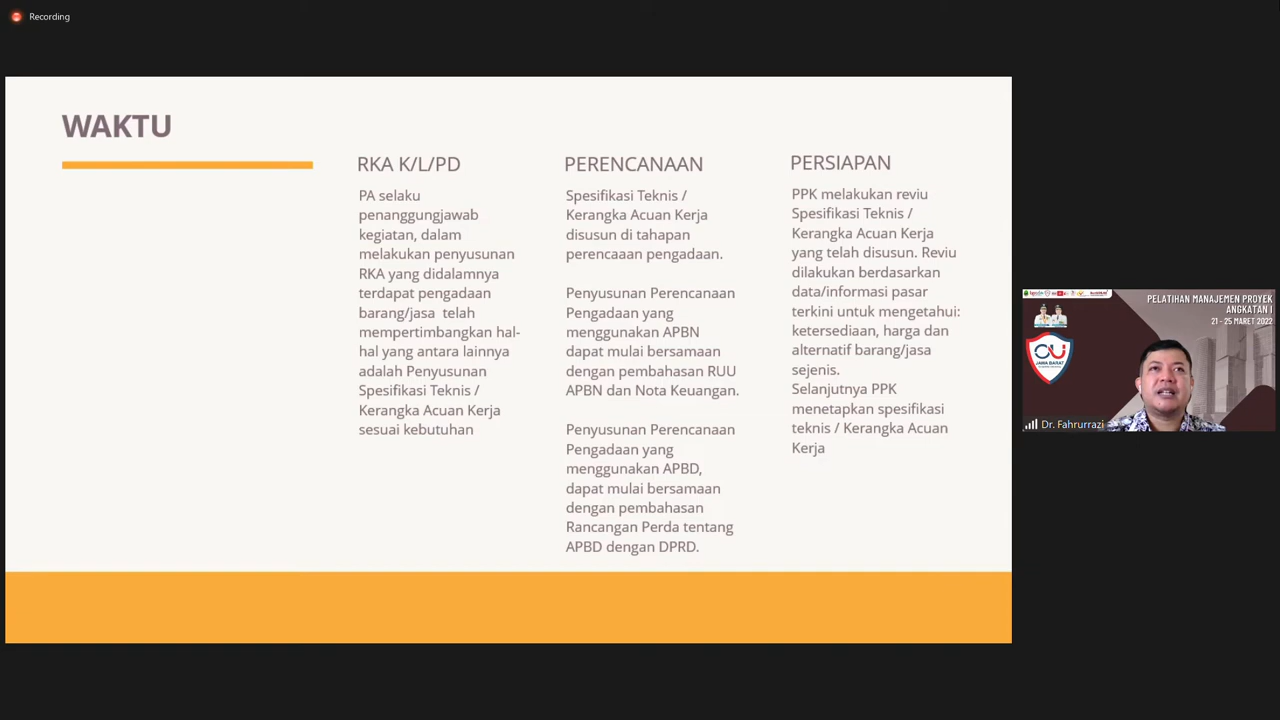 Recording
WAKTU
RKA K/L/PD
PA selaku
penanggungjawab
kegiatan, dalam
melakukan penyusunan
RKA yang didalamnya
terdapat pengadaan
barang/jasa telah
mempertimbangkan hal-
hal yang antara lainnya
adalah Penyusunan
Spesifikasi Teknis /
Kerangka Acuan Kerja
sesuai kebutuhan
PERENCANAAN
Spesifikasi Teknis /
Kerangka Acuan Kerja
disusun di tahapan
perencaaan pengadaan.
Penyusunan Perencanaan
Pengadaan yang
menggunakan APBN
dapat mulai bersamaan
dengan pembahasan RUU
APBN dan Nota Keuangan.
Penyusunan Perencanaan
Pengadaan yang
menggunakan APBD,
dapat mulai bersamaan
dengan pembahasan
Rancangan Perda tentang
APBD dengan DPRD.
PERSIAPAN
PPK melakukan reviu
Spesifikasi Teknis /
Kerangka Acuan Kerja
yang telah disusun. Reviu
dilakukan berdasarkan
data/informasi pasar
terkini untuk mengetahui:
ketersediaan, harga dan
alternatif barang/jasa
sejenis.
Selanjutnya PPK
menetapkan spesifikasi
teknis / Kerangka Acuan
Kerja
PELATIHAN MANAJEMEN PROYEK
ANGKATAN I
21 - 25 MARET 2022
JAWA BARAT
Dr. Fahrurrazi